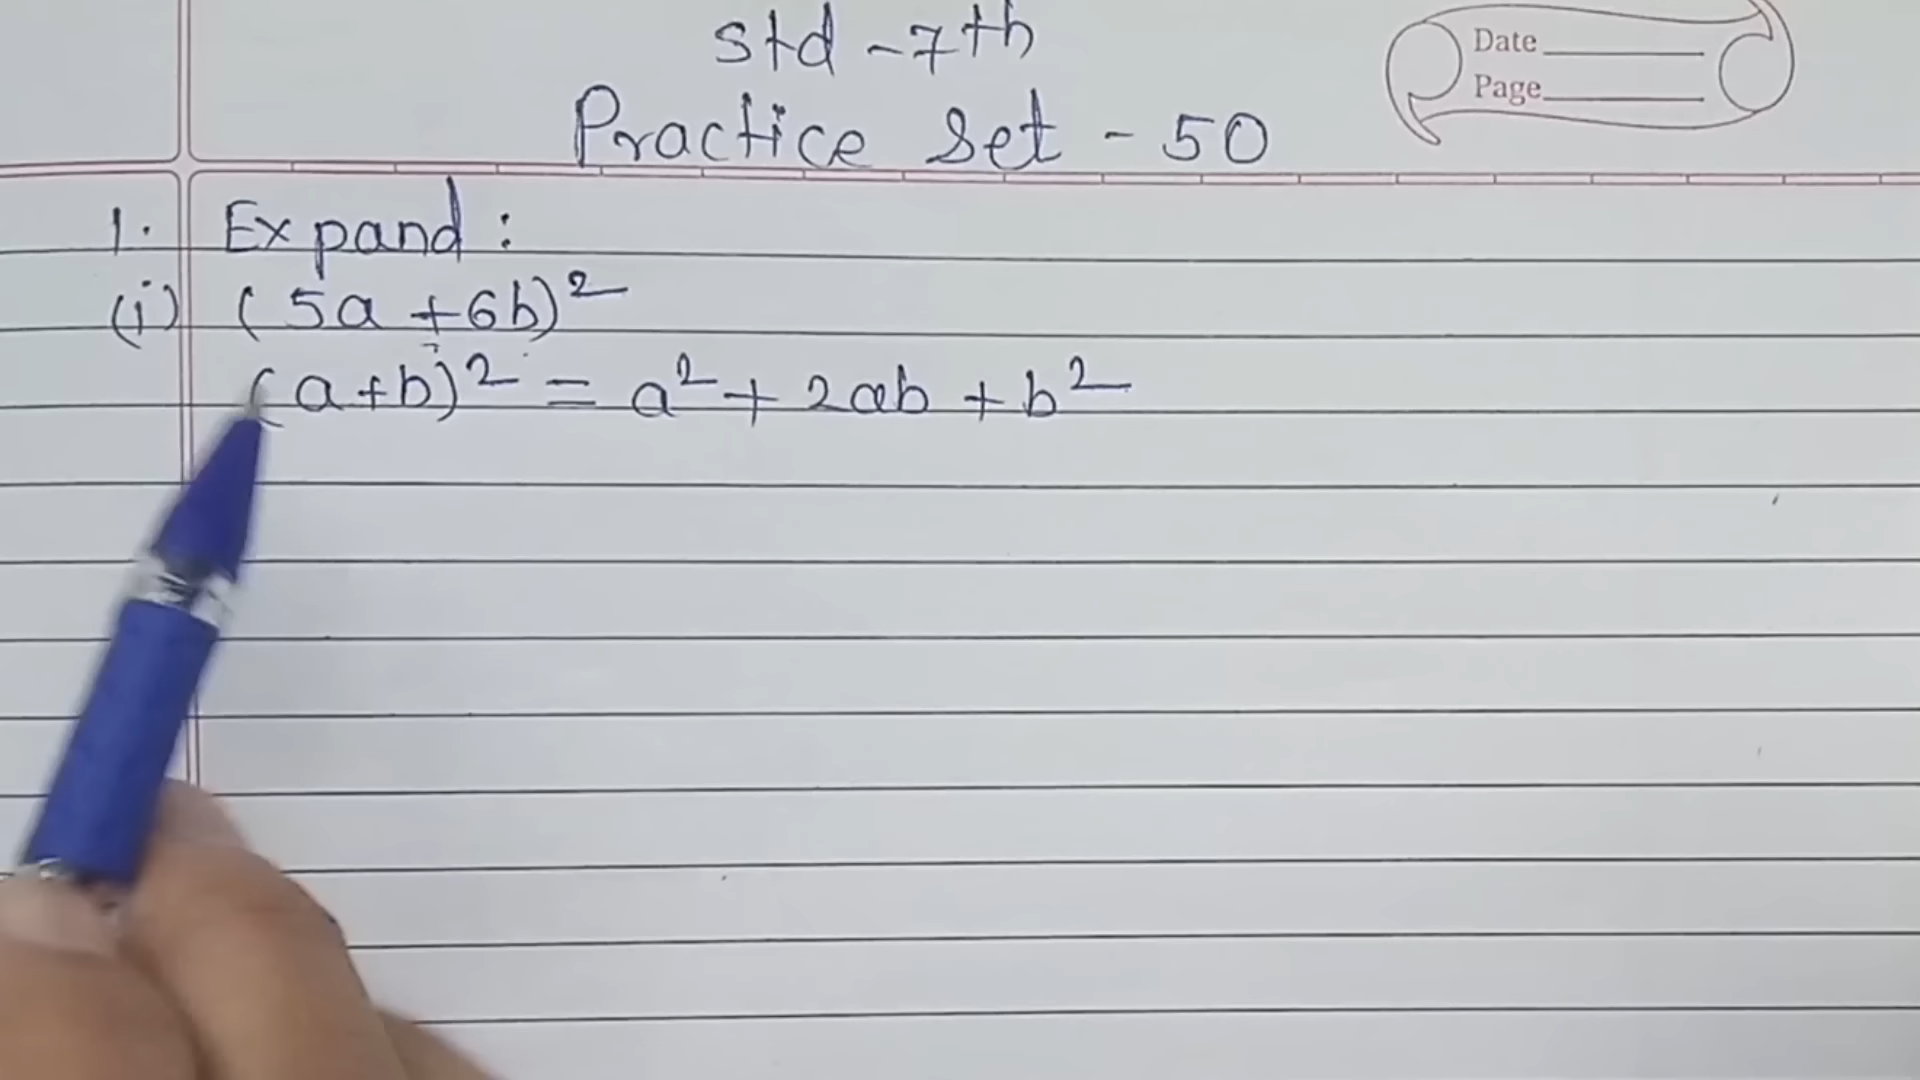 Std - 7th
Date
Page
Practice Set - 50
1. Expand :
(i) (5a + 6b)²
(a+b)² = a² + 2ab + b²